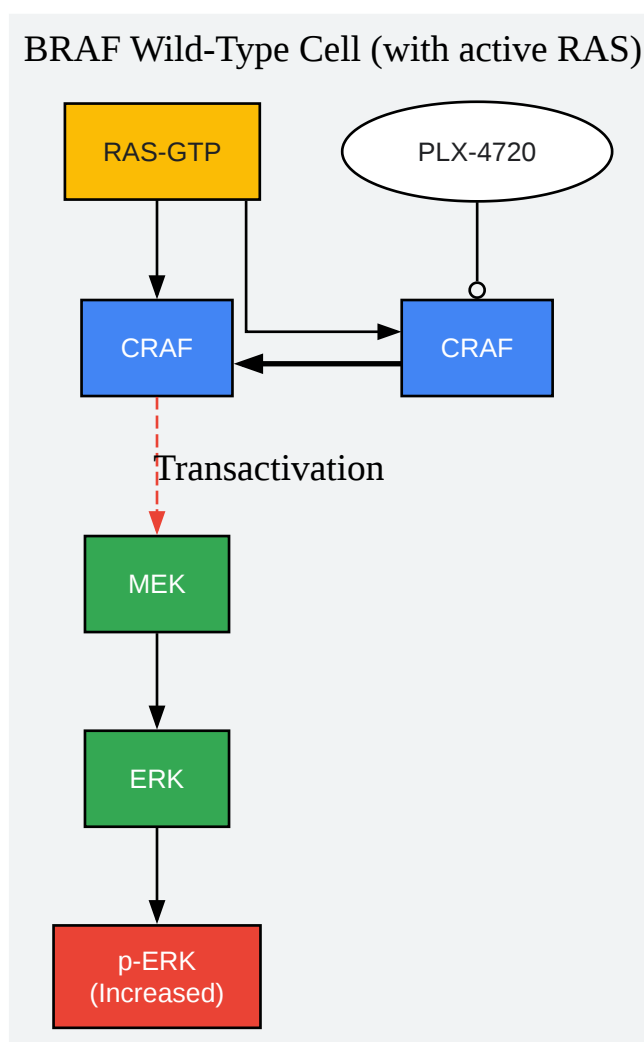 BRAF Wild-Type Cell (with active RAS)
RAS-GTP
PLX-4720
CRAF
CRAF
Transactivation
MEK
ERK
p-ERK
(Increased)